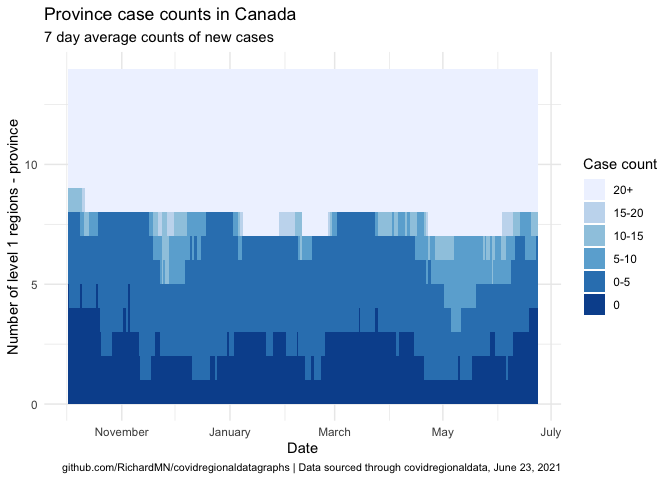 Province case counts in Canada
7 day average counts of new cases
Number of level 1 regions - province
10
5
0
November January March May July
Date
Case count
20+
15-20
10-15
5-10
0-5
0
github.com/RichardMN/covidregionaldatagraphs | Data sourced through covidregionaldata, June 23, 2021